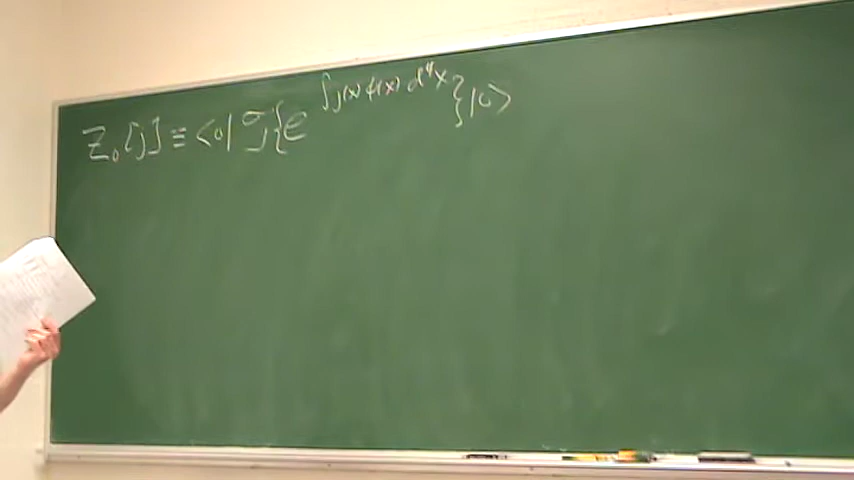 Z₀[j] ≡ <0| T{e^{∫j(x)ϕ(x) d⁴x}}|0>